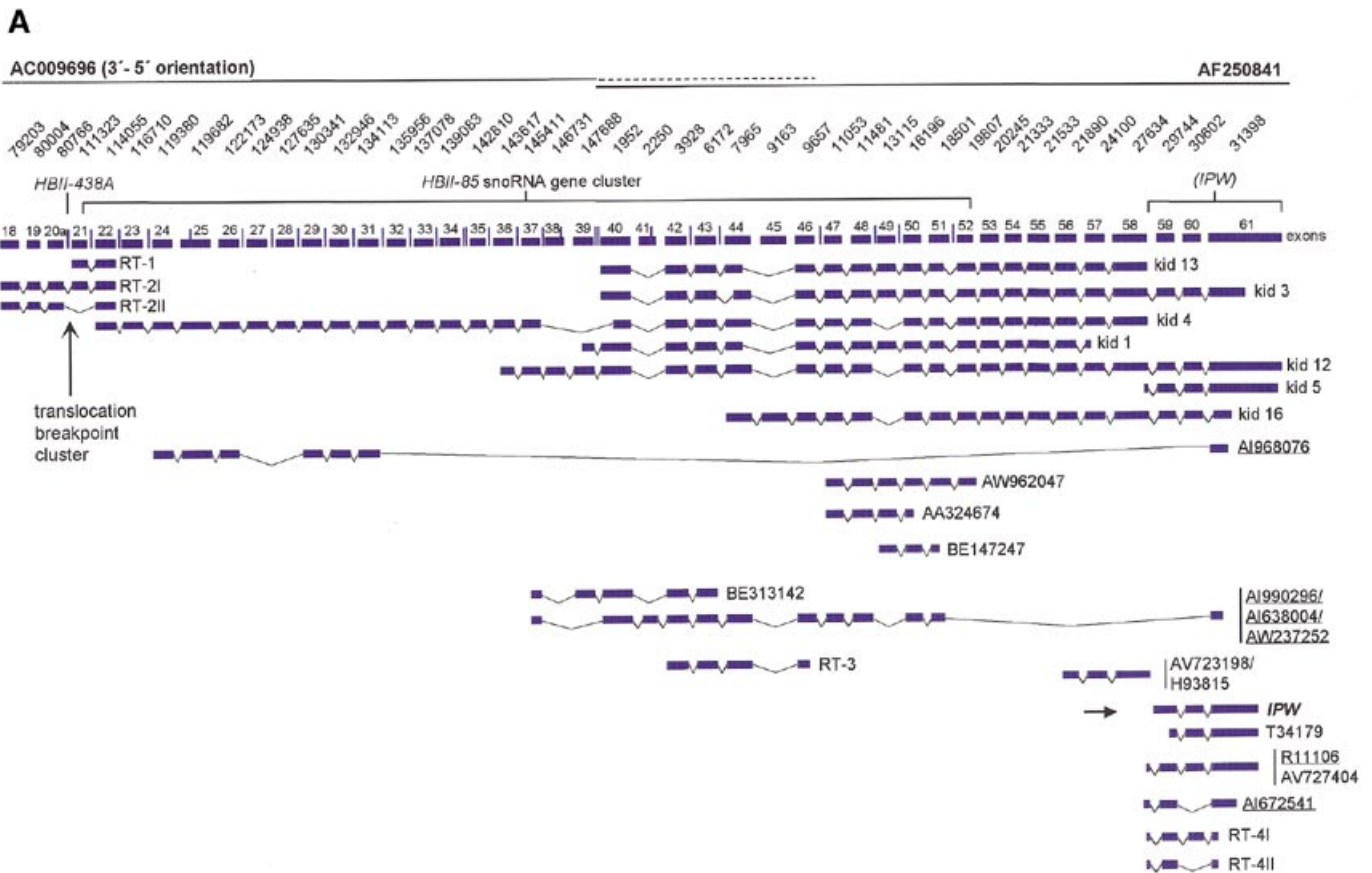 A
AC009696 (3´- 5´ orientation)
AF250841
79203 80004 80766 111323 114055 116710 119380 119682 122173 124938 127635 130341 132946 134113 135956 137078 139083 142810 143617 145411 146731 147688 1952 2250 3928 6172 7965 9163 9657 11053 11481 13115 16196 18501 19807 20245 21333 21533 21890 24100 27634 29744 30602 31398
HBII-438A
HBII-85 snoRNA gene cluster
(IPW)
18 19 20a 21 22 23 24 25 26 27 28 29 30 31 32 33 34 35 36 37 38 39 40 41 42 43 44 45 46 47 48 49 50 51 52 53 54 55 56 57 58 59 60 61
exons
RT-1
kid 13
RT-2I
kid 3
RT-2II
kid 4
kid 1
kid 12
kid 5
translocation
breakpoint
cluster
kid 16
AI968076
AW962047
AA324674
BE147247
BE313142
AI990296/
AI638004/
AW237252
RT-3
AV723198/
H93815
IPW
T34179
R11106
AV727404
AI672541
RT-4I
RT-4II